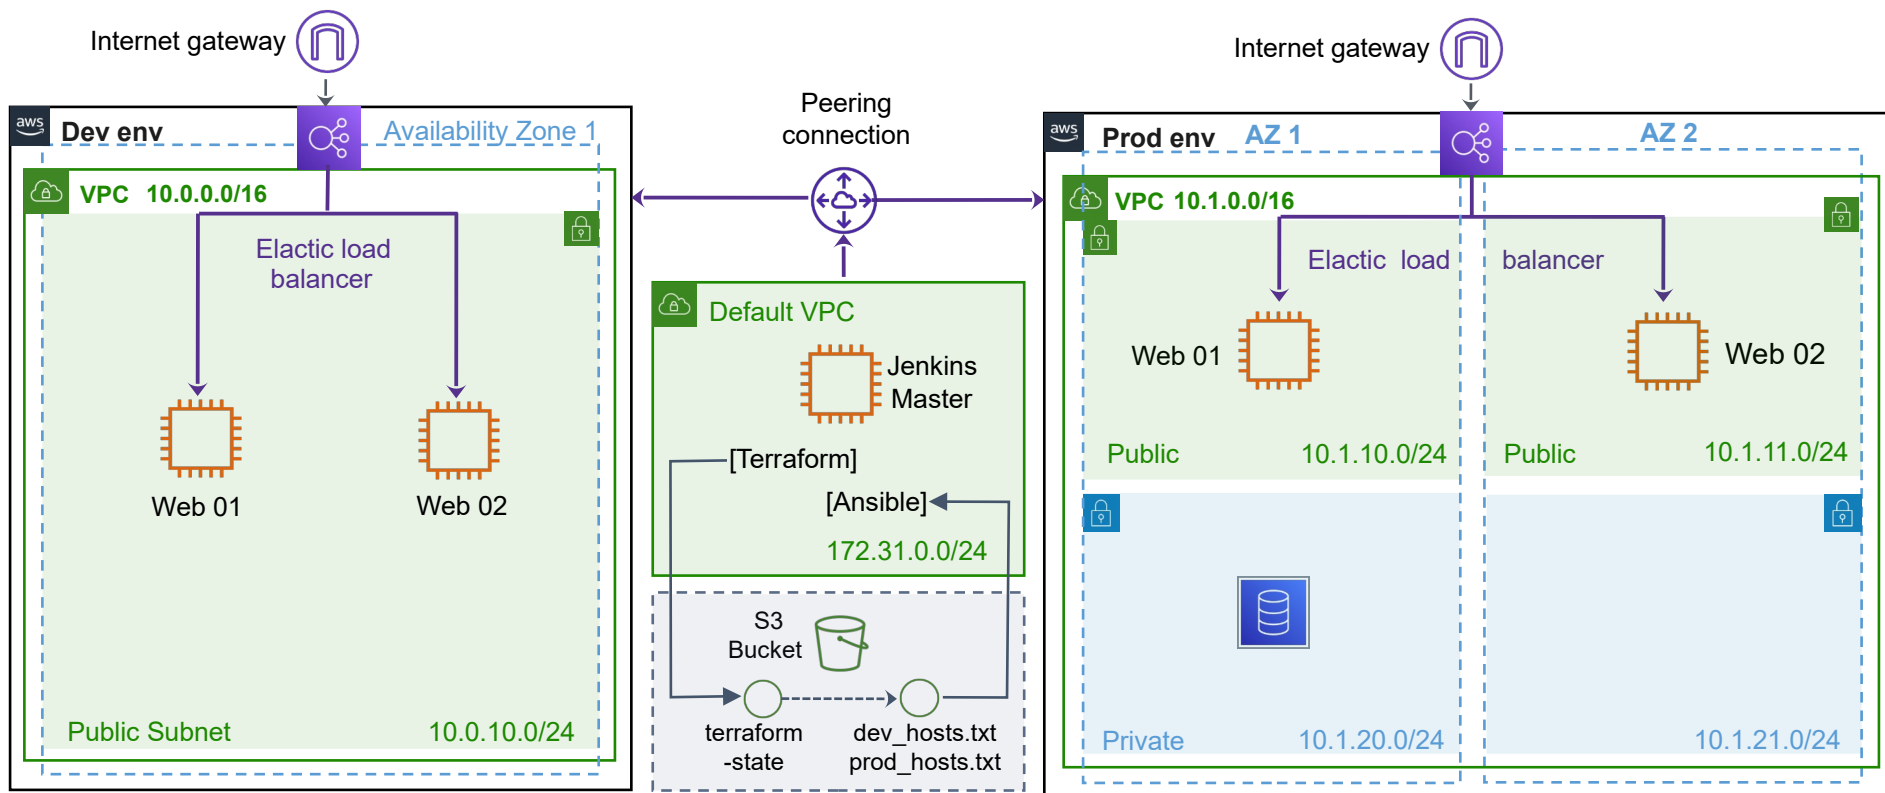 Internet gateway
aws
Dev env
Availability Zone 1
VPC 10.0.0.0/16
Elactic load
balancer
Web 01
Web 02
Public Subnet
10.0.10.0/24
Peering
connection
Default VPC
Jenkins
Master
[Terraform]
[Ansible]
172.31.0.0/24
S3
Bucket
terraform
-state
dev_hosts.txt
prod_hosts.txt
Internet gateway
aws
Prod env
AZ 1
AZ 2
VPC 10.1.0.0/16
Elactic load balancer
Web 01
Web 02
Public
10.1.10.0/24
Public
10.1.11.0/24
Private
10.1.20.0/24
10.1.21.0/24